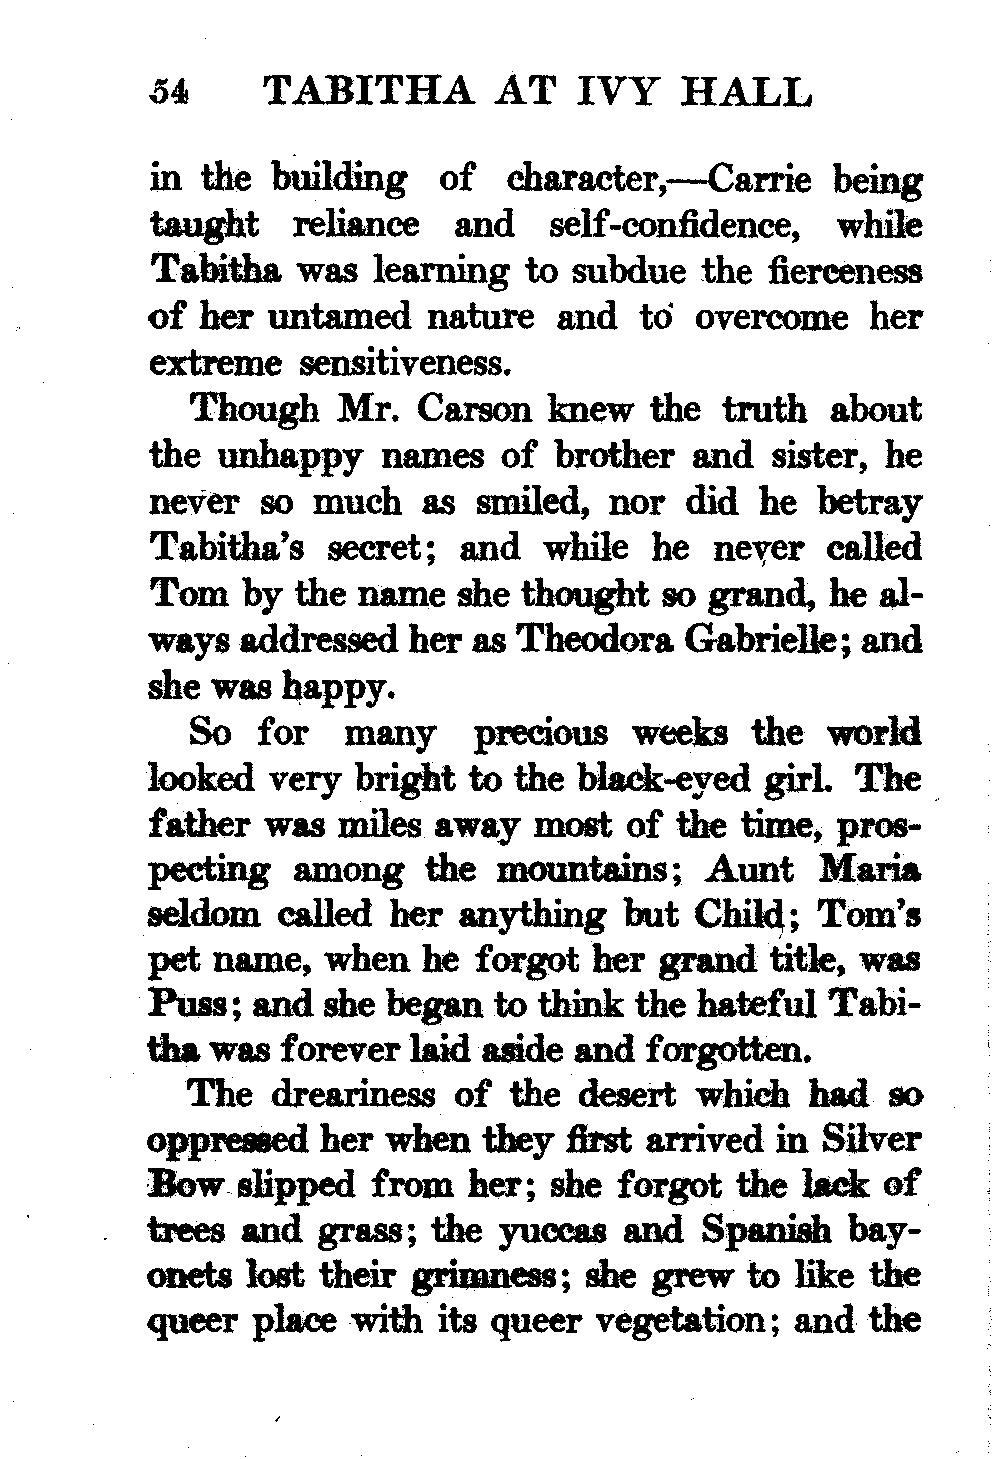 54 TABITHA AT IVY HALL
in the building of character,—Carrie being
taught reliance and self-confidence, while
Tabitha was learning to subdue the fierceness
of her untamed nature and to overcome her
extreme sensitiveness.
Though Mr. Carson knew the truth about
the unhappy names of brother and sister, he
never so much as smiled, nor did he betray
Tabitha's secret; and while he never called
Tom by the name she thought so grand, he al-
ways addressed her as Theodora Gabrielle; and
she was happy.
So for many precious weeks the world
looked very bright to the black-eyed girl. The
father was miles away most of the time, pros-
pecting among the mountains; Aunt Maria
seldom called her anything but Child; Tom's
pet name, when he forgot her grand title, was
Puss; and she began to think the hateful Tabi-
tha was forever laid aside and forgotten.
The dreariness of the desert which had so
oppressed her when they first arrived in Silver
Bow slipped from her; she forgot the lack of
trees and grass; the yuccas and Spanish bay-
onets lost their grimness; she grew to like the
queer place with its queer vegetation; and the